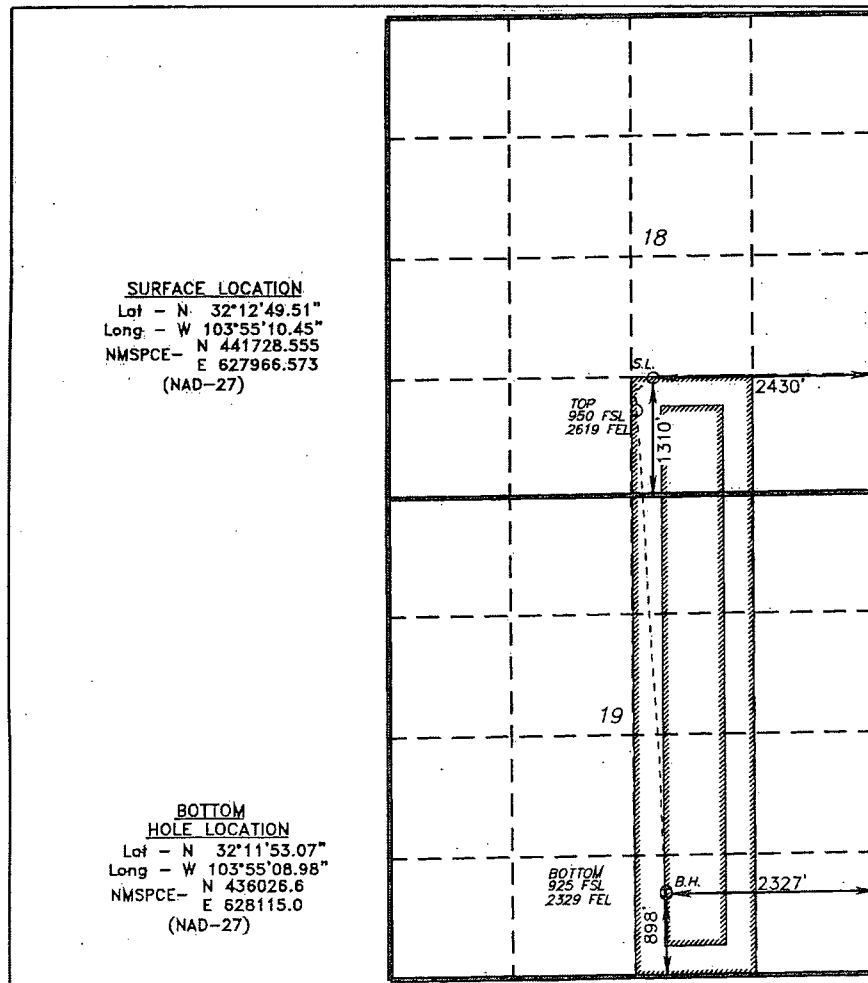 SURFACE LOCATION
Lat - N 32°12'49.51"
Long - W 103°55'10.45"
NMSPCE- N 441728.555
E 627966.573
(NAD-27)
18
S.L.
2430'
TOP
950 FSL
2619 FEL
1310'
19
BOTTOM
HOLE LOCATION
Lat - N 32°11'53.07"
Long - W 103°55'08.98"
NMSPCE- N 436026.6
E 628115.0
(NAD-27)
BOTTOM
925 FSL
2329 FEL
B.H.
2327'
898'